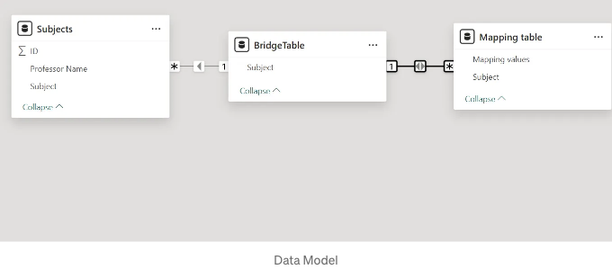 Subjects
...
Σ ID
Professor Name
Subject
Collapse
* 1
BridgeTable
...
Subject
Collapse
1 *
Mapping table
...
Mapping values
Subject
Collapse
Data Model